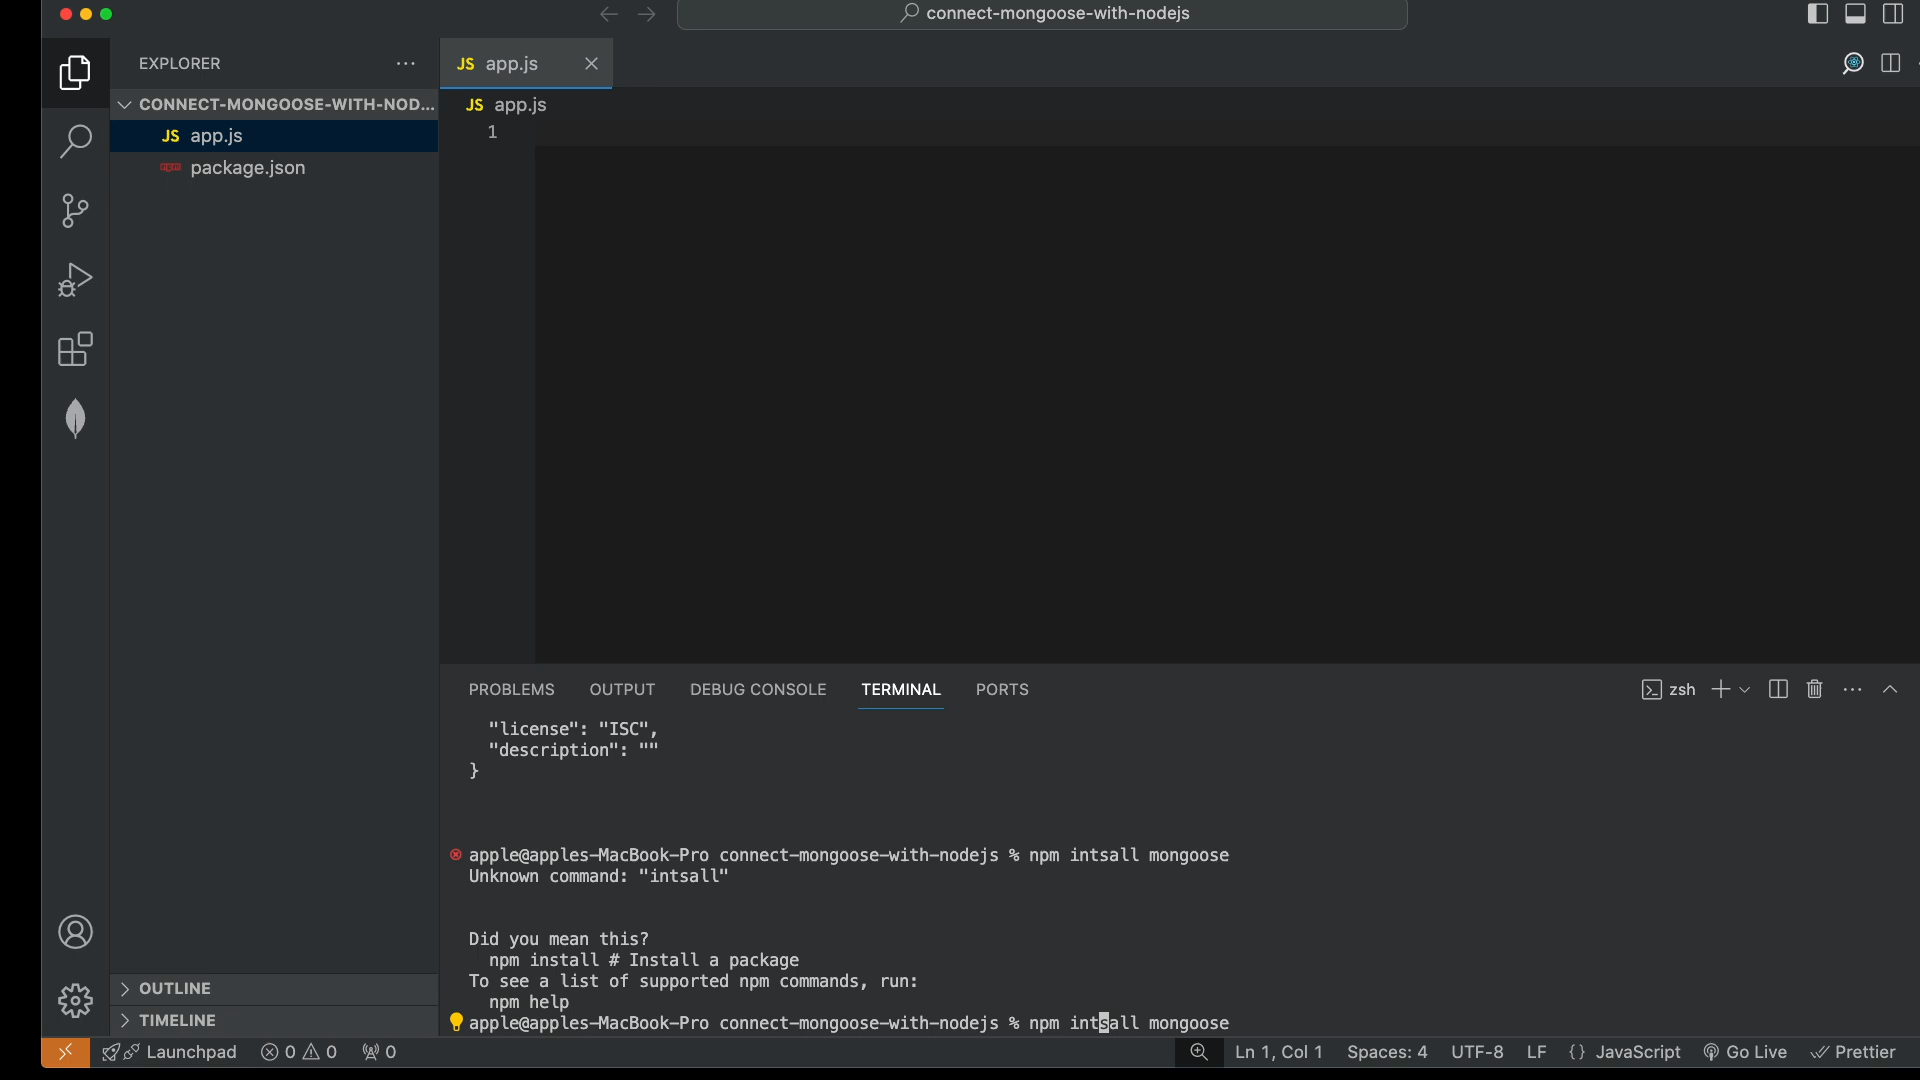 connect-mongoose-with-nodejs
EXPLORER
JS app.js
CONNECT-MONGOOSE-WITH-NOD...
JS app.js
JS app.js
package.json
1
PROBLEMS OUTPUT DEBUG CONSOLE TERMINAL PORTS
zsh
"license": "ISC",
"description": ""
}
apple@apples-MacBook-Pro connect-mongoose-with-nodejs % npm intsall mongoose
Unknown command: "intsall"
Did you mean this?
npm install # Install a package
To see a list of supported npm commands, run:
npm help
apple@apples-MacBook-Pro connect-mongoose-with-nodejs % npm intsall mongoose
OUTLINE
TIMELINE
Launchpad 0 0 0 Ln 1, Col 1 Spaces: 4 UTF-8 LF {} JavaScript Go Live Prettier